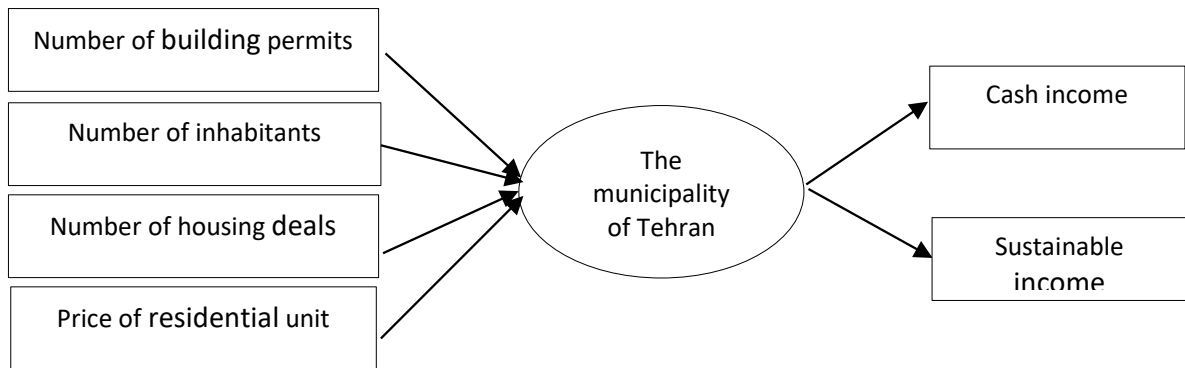 Number of building permits
Number of inhabitants
Number of housing deals
Price of residential unit
The
municipality
of Tehran
Cash income
Sustainable
income